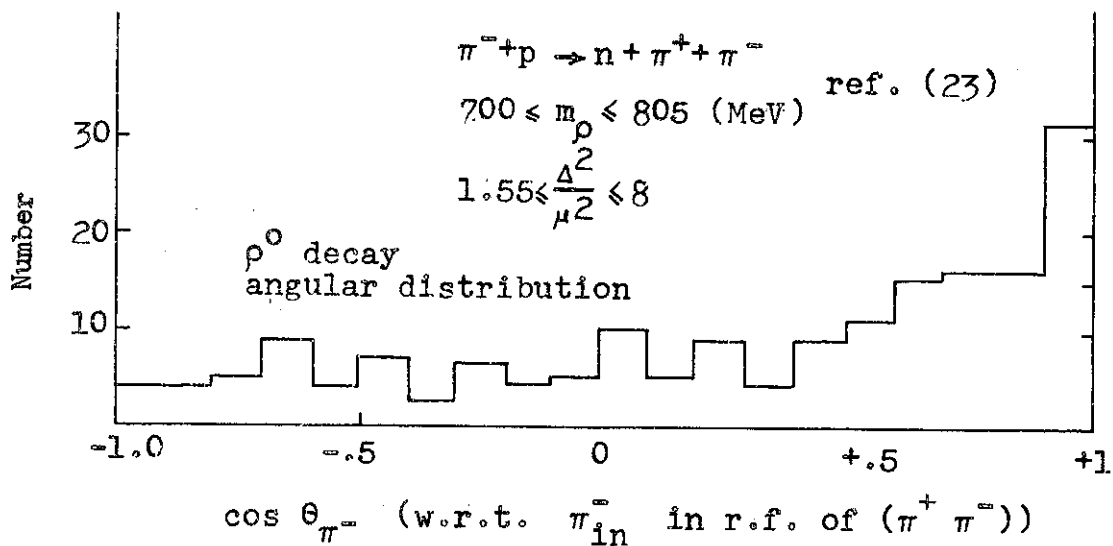 π⁻+p → n + π⁺ + π⁻
ref. (23)
700 ≤ m_ρ ≤ 805 (MeV)
1.55 ≤ Δ²/μ² ≤ 8
ρ⁰ decay
angular distribution
Number
30
20
10
-1.0 -.5 0 +.5 +1
cos θ_π⁻ (w.r.t. π⁻_in in r.f. of (π⁺ π⁻))